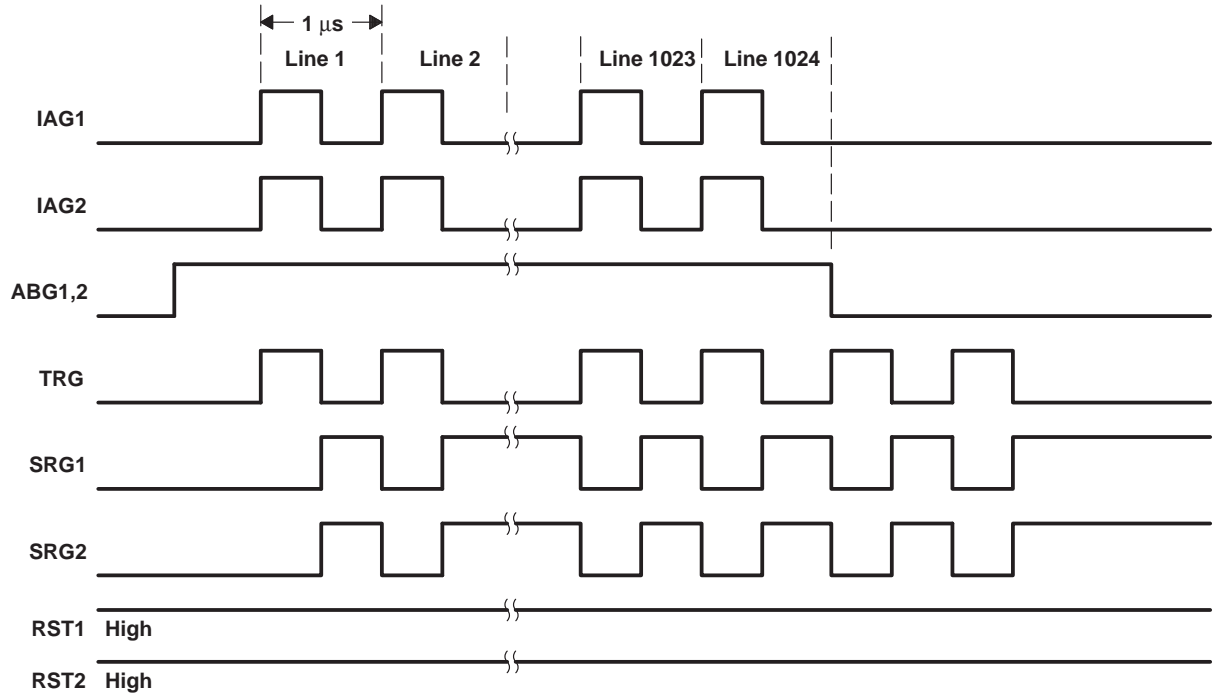 1 μs
Line 1 Line 2 Line 1023 Line 1024
IAG1
IAG2
ABG1,2
TRG
SRG1
SRG2
RST1 High
RST2 High